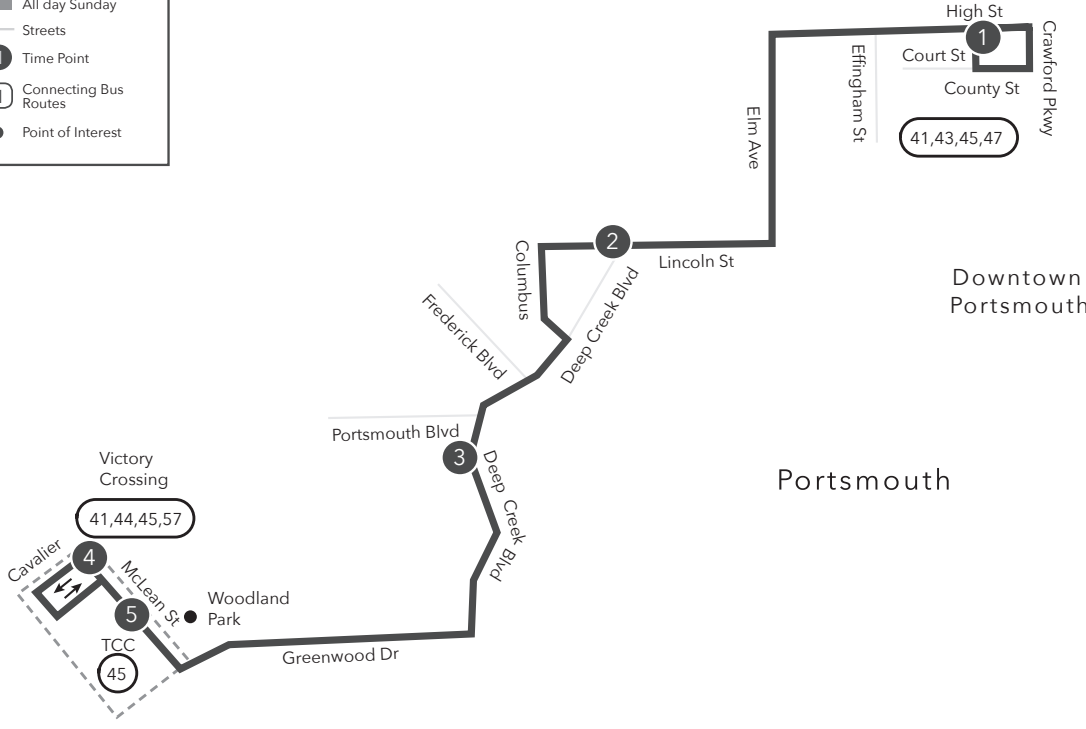 All day Sunday
Streets
1 Time Point
1 Connecting Bus
Routes
Point of Interest
High St
1
Court St
County St
Crawford Pkwy
Effingham St
41,43,45,47
Elm Ave
2
Lincoln St
Columbus
Deep Creek Blvd
Downtown
Portsmouth
Frederick Blvd
Portsmouth Blvd
3
Deep Creek Blvd
Portsmouth
Victory
Crossing
41,44,45,57
Cavalier
4
McLean St
5
Woodland
Park
TCC
45
Greenwood Dr